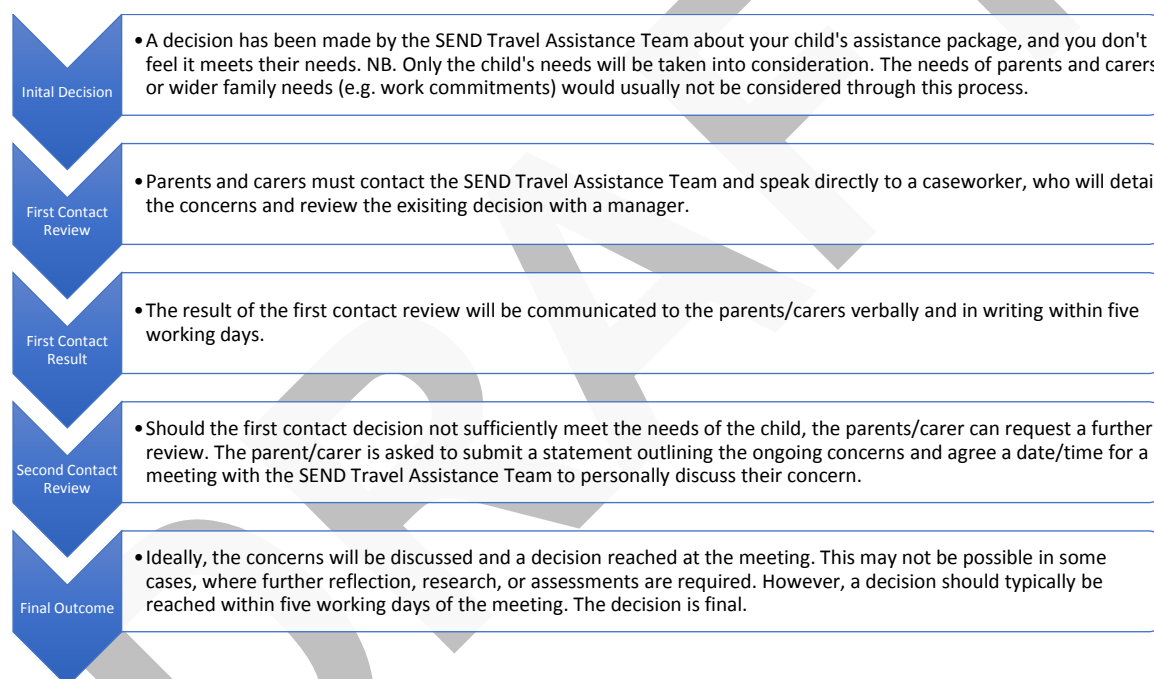 Inital Decision
•A decision has been made by the SEND Travel Assistance Team about your child's assistance package, and you don't
feel it meets their needs. NB. Only the child's needs will be taken into consideration. The needs of parents and carers
or wider family needs (e.g. work commitments) would usually not be considered through this process.
First Contact
Review
•Parents and carers must contact the SEND Travel Assistance Team and speak directly to a caseworker, who will detai
the concerns and review the exisiting decision with a manager.
First Contact
Result
•The result of the first contact review will be communicated to the parents/carers verbally and in writing within five
working days.
Second Contact
Review
•Should the first contact decision not sufficiently meet the needs of the child, the parents/carer can request a further
review. The parent/carer is asked to submit a statement outlining the ongoing concerns and agree a date/time for a
meeting with the SEND Travel Assistance Team to personally discuss their concern.
Final Outcome
•Ideally, the concerns will be discussed and a decision reached at the meeting. This may not be possible in some
cases, where further reflection, research, or assessments are required. However, a decision should typically be
reached within five working days of the meeting. The decision is final.